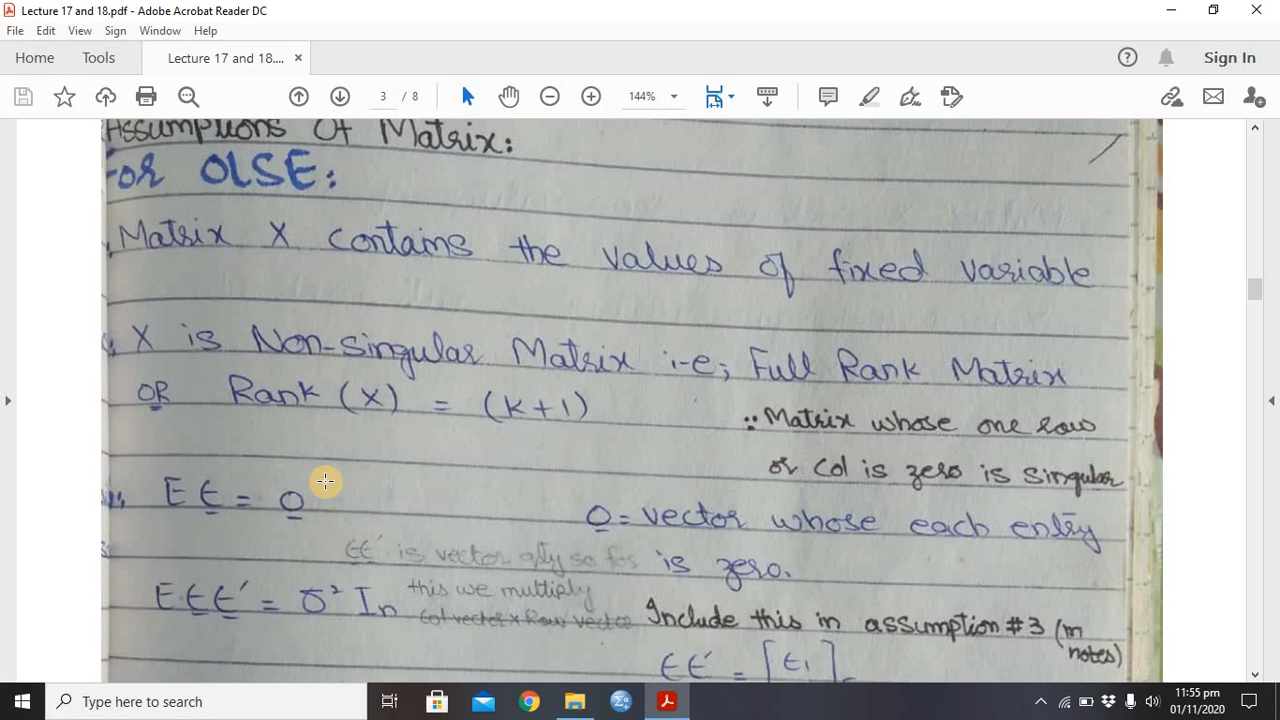 Lecture 17 and 18.pdf - Adobe Acrobat Reader DC
File Edit View Sign Window Help
Home Tools Lecture 17 and 18.... × Sign In
3 / 8 144%
Assumptions Of Matrix:
For OLSE:
Matrix X contains the values of fixed variable
X is Non-singular Matrix i-e; Full Rank Matrix
OR Rank (X) = (K+1)
∵ Matrix whose one row
or Col is zero is singular
E ϵ = 0
0 = vector whose each entry
is zero.
ϵϵ' is vector so for
this we multiply
Col vector x Row vector
E ϵ ϵ' = σ² In
Include this in assumption #3 (in
notes)
ϵϵ' = [ϵ1]
Type here to search
11:55 pm
01/11/2020